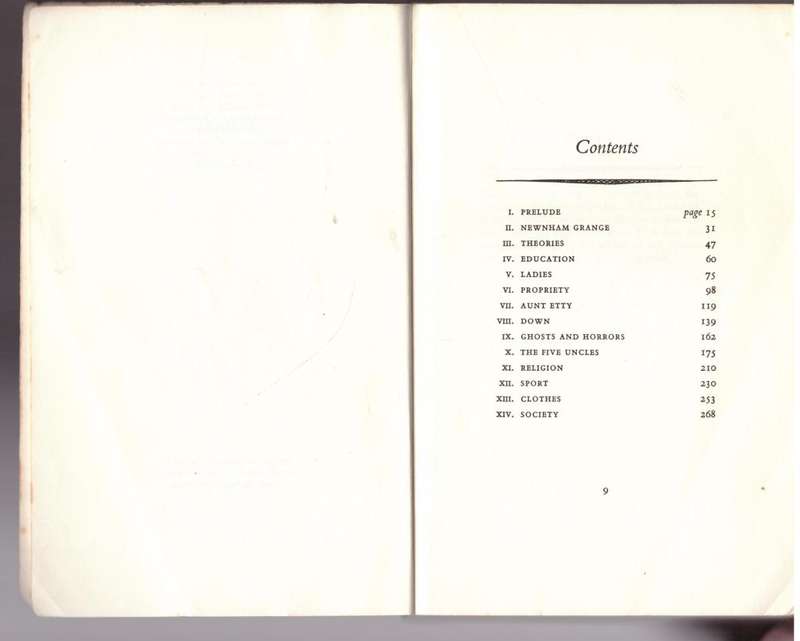 Contents
I. PRELUDE page 15
II. NEWNHAM GRANGE 31
III. THEORIES 47
IV. EDUCATION 60
V. LADIES 75
VI. PROPRIETY 98
VII. AUNT ETTY 119
VIII. DOWN 139
IX. GHOSTS AND HORRORS 162
X. THE FIVE UNCLES 175
XI. RELIGION 210
XII. SPORT 230
XIII. CLOTHES 253
XIV. SOCIETY 268
9